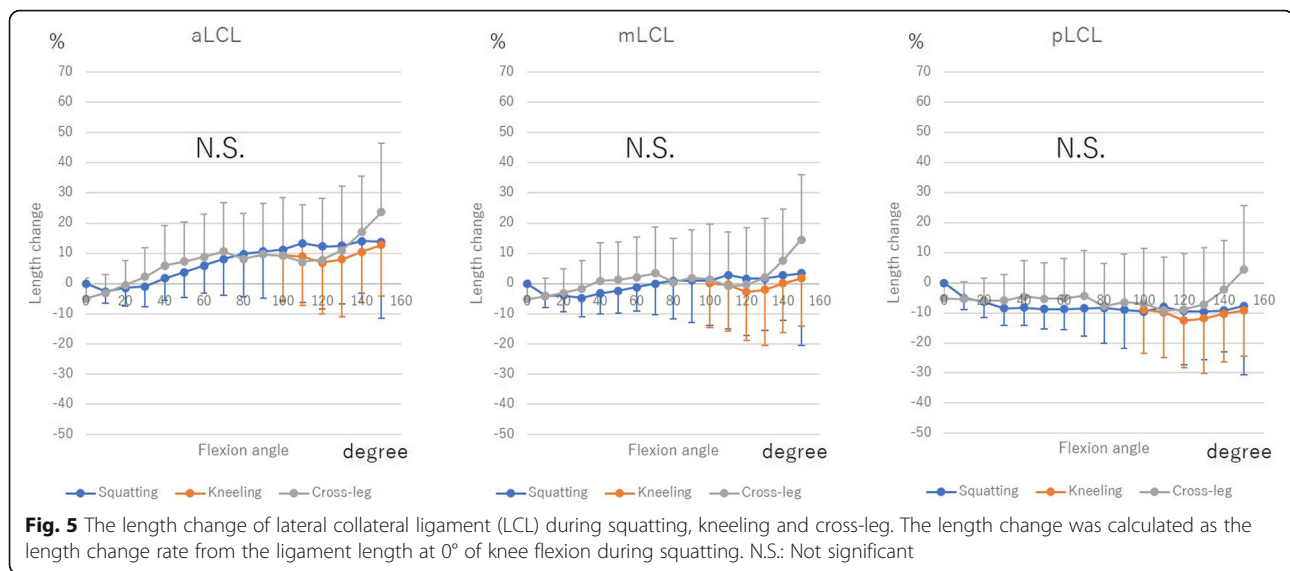 % aLCL
70
60
50
40
30
20
10
0
-10
-20
-30
-40
-50
Length change
N.S.
0 20 40 60 80 100 120 140 160
Flexion angle degree
Squatting Kneeling Cross-leg
% mLCL
70
60
50
40
30
20
10
0
-10
-20
-30
-40
-50
Length change
N.S.
0 20 40 60 80 100 120 140 160
Flexion angle degree
Squatting Kneeling Cross-leg
% pLCL
70
60
50
40
30
20
10
0
-10
-20
-30
-40
-50
Length change
N.S.
0 20 40 60 80 100 120 140 160
Flexion angle degree
Squatting Kneeling Cross-leg
Fig. 5 The length change of lateral collateral ligament (LCL) during squatting, kneeling and cross-leg. The length change was calculated as the
length change rate from the ligament length at 0° of knee flexion during squatting. N.S.: Not significant